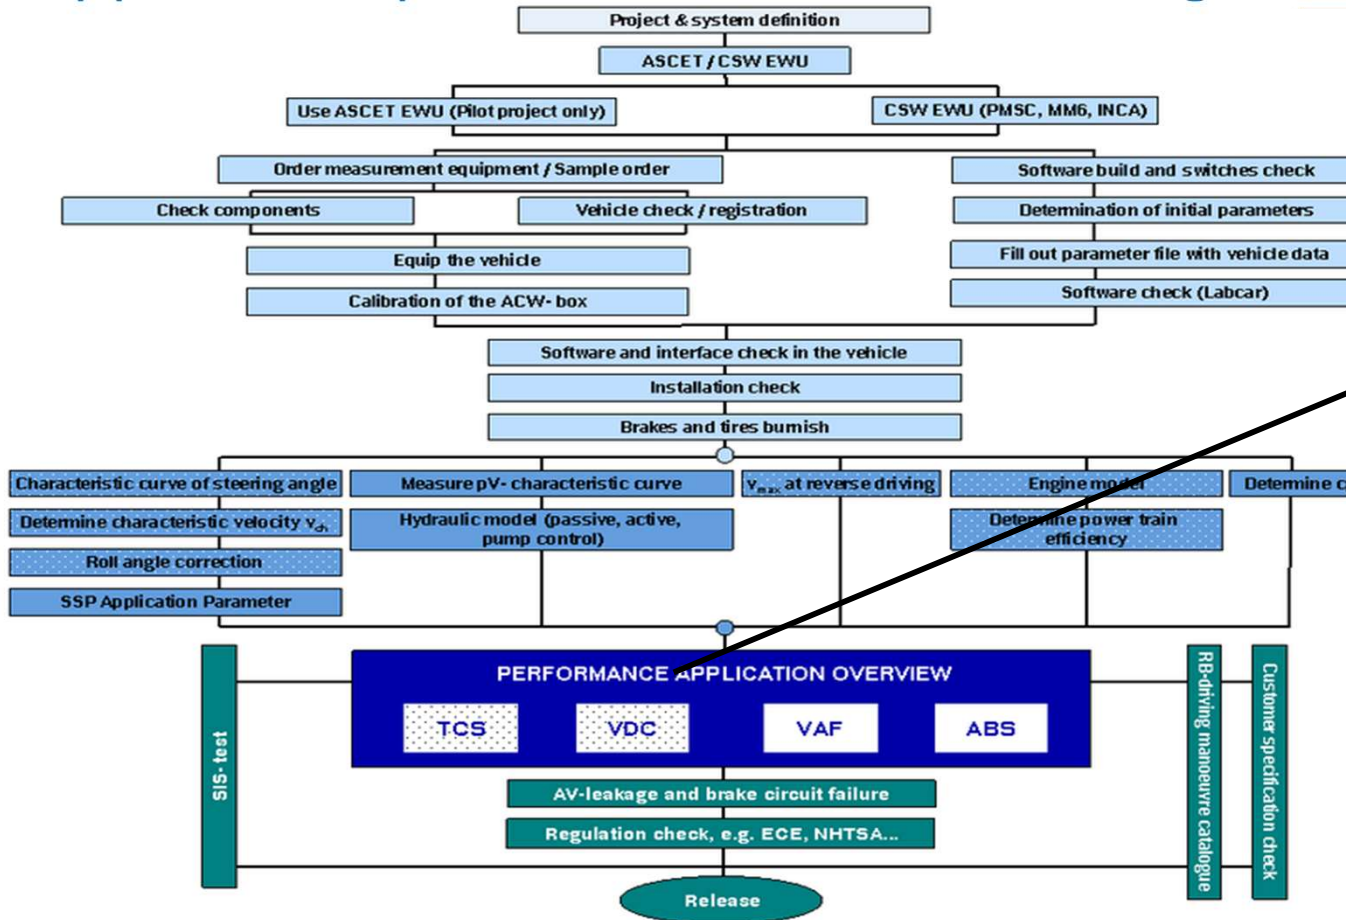 Project & system definition
ASCET / CSW EWU
Use ASCET EWU (Pilot project only)
CSW EWU (PMSC, MM6, INCA)
Order measurement equipment / Sample order
Software build and switches check
Check components
Vehicle check / registration
Determination of initial parameters
Equip the vehicle
Fill out parameter file with vehicle data
Calibration of the ACW- box
Software check (Labcar)
Software and interface check in the vehicle
Installation check
Brakes and tires burnish
Characteristic curve of steering angle
Measure pV- characteristic curve
vmax at reverse driving
Engine model
Determine
Determine characteristic velocity vch
Hydraulic model (passive, active,
pump control)
Determine power train
efficiency
Roll angle correction
SSP Application Parameter
PERFORMANCE APPLICATION OVERVIEW
TCS
VDC
VAF
ABS
SIS- test
RB-driving manoeuvre catalogue
Customer specification check
AV-leakage and brake circuit failure
Regulation check, e.g. ECE, NHTSA...
Release